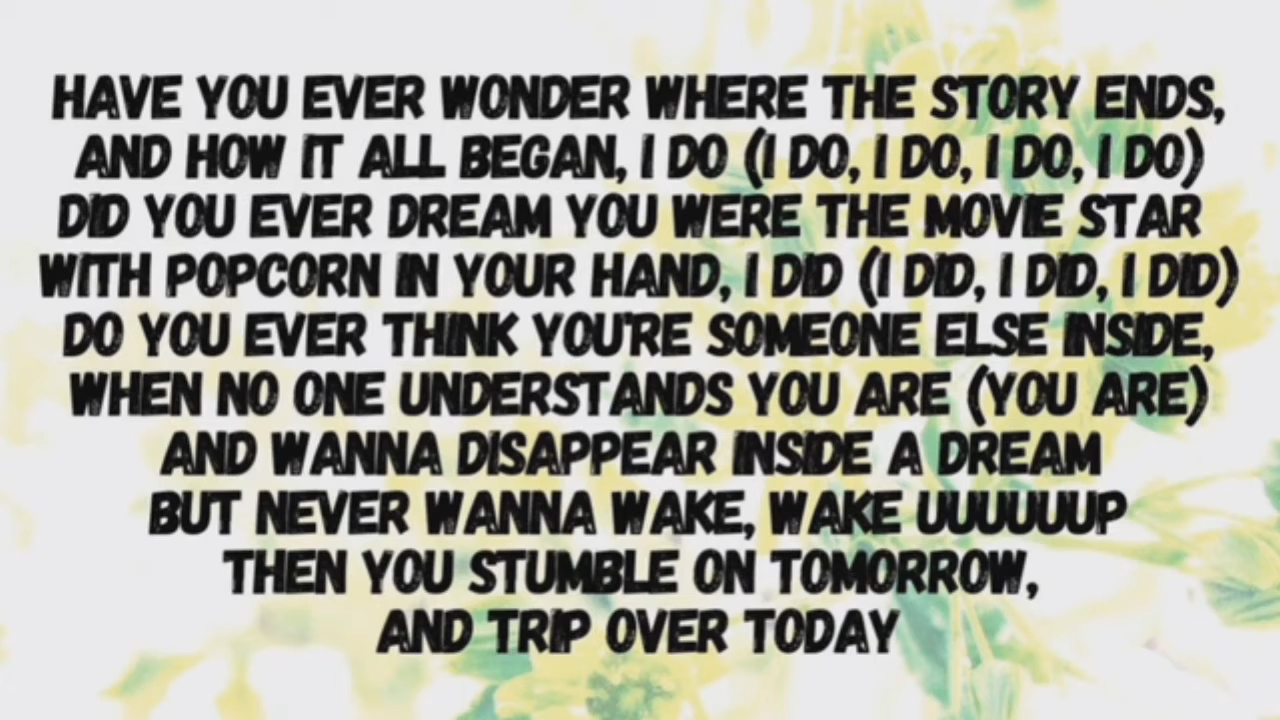 HAVE YOU EVER WONDER WHERE THE STORY ENDS,
AND HOW IT ALL BEGAN, I DO (I DO, I DO, I DO, I DO)
DID YOU EVER DREAM YOU WERE THE MOVIE STAR
WITH POPCORN IN YOUR HAND, I DID (I DID, I DID, I DID)
DO YOU EVER THINK YOU'RE SOMEONE ELSE INSIDE,
WHEN NO ONE UNDERSTANDS YOU ARE (YOU ARE)
AND WANNA DISAPPEAR INSIDE A DREAM
BUT NEVER WANNA WAKE, WAKE UUUUUUP
THEN YOU STUMBLE ON TOMORROW,
AND TRIP OVER TODAY